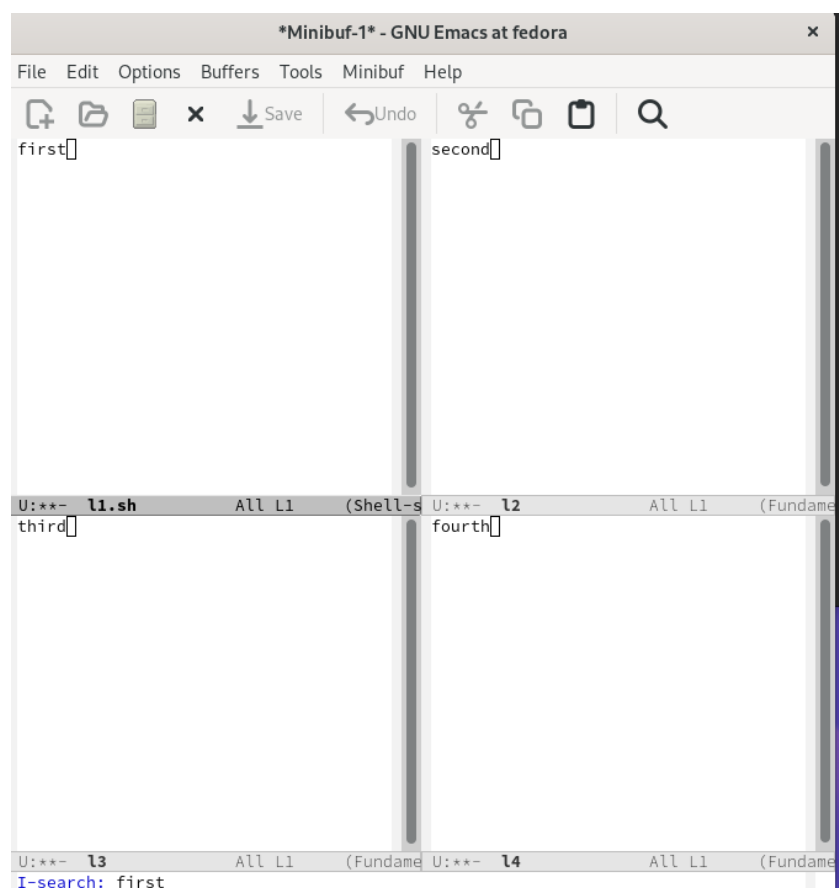 *Minibuf-1* - GNU Emacs at fedora
File Edit Options Buffers Tools Minibuf Help
Save Undo
first
second
U:**- l1.sh All L1 (Shell-s
U:**- l2 All L1 (Fundame
third
fourth
U:**- l3 All L1 (Fundame
U:**- l4 All L1 (Fundame
I-search: first